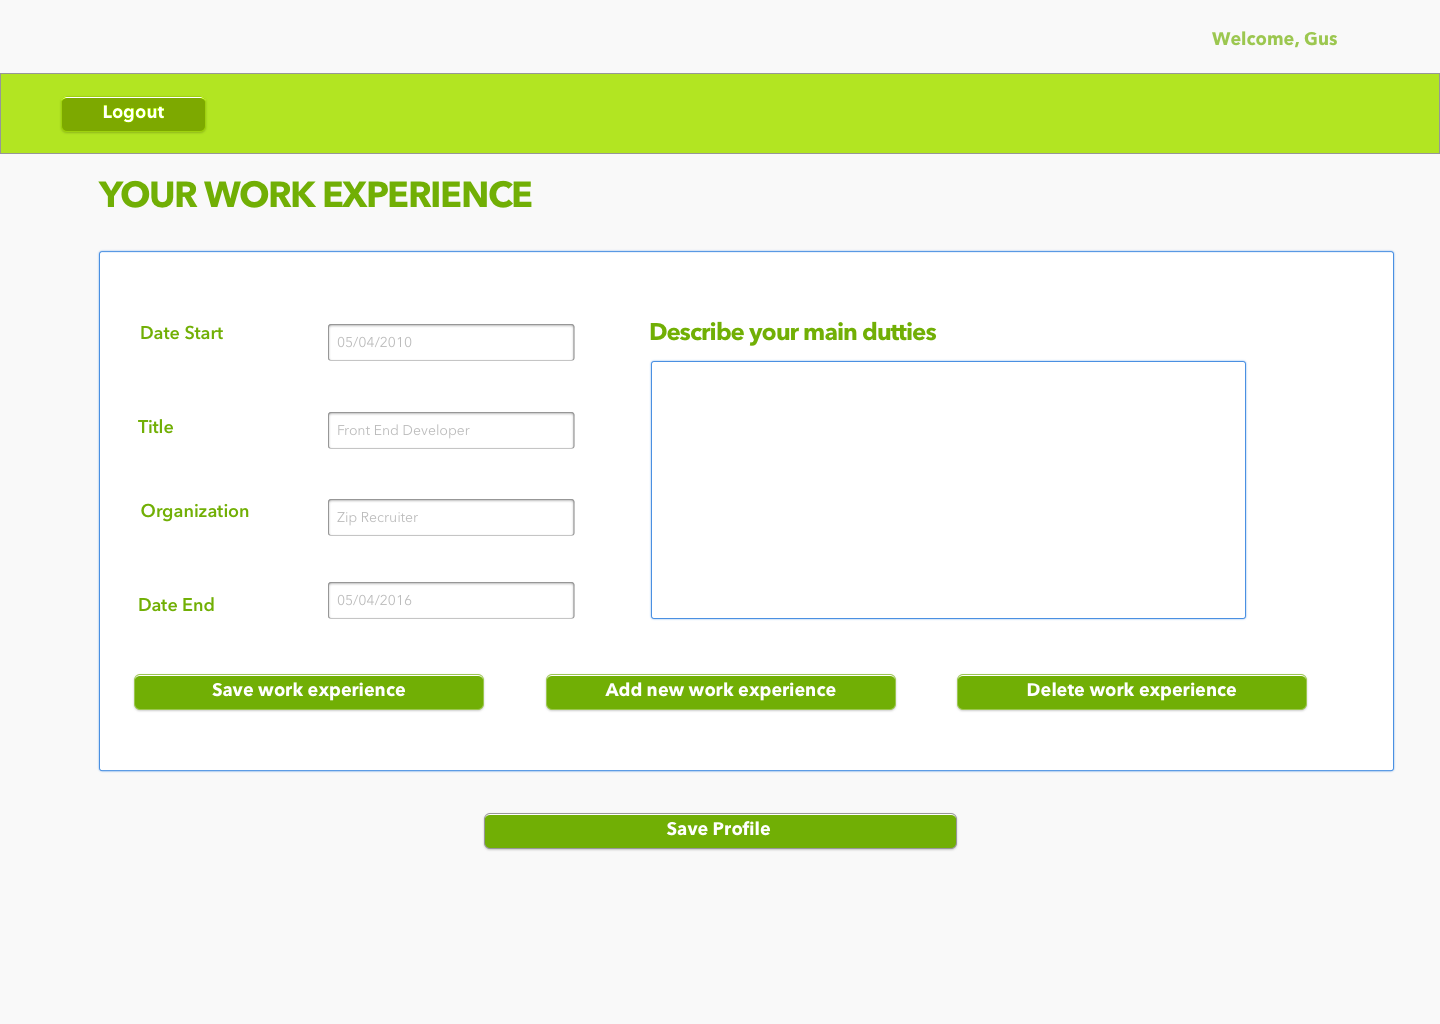 Welcome, Gus
Logout
YOUR WORK EXPERIENCE
Date Start
05/04/2010
Title
Front End Developer
Organization
Zip Recruiter
Date End
05/04/2016
Describe your main dutties
Save work experience
Add new work experience
Delete work experience
Save Profile